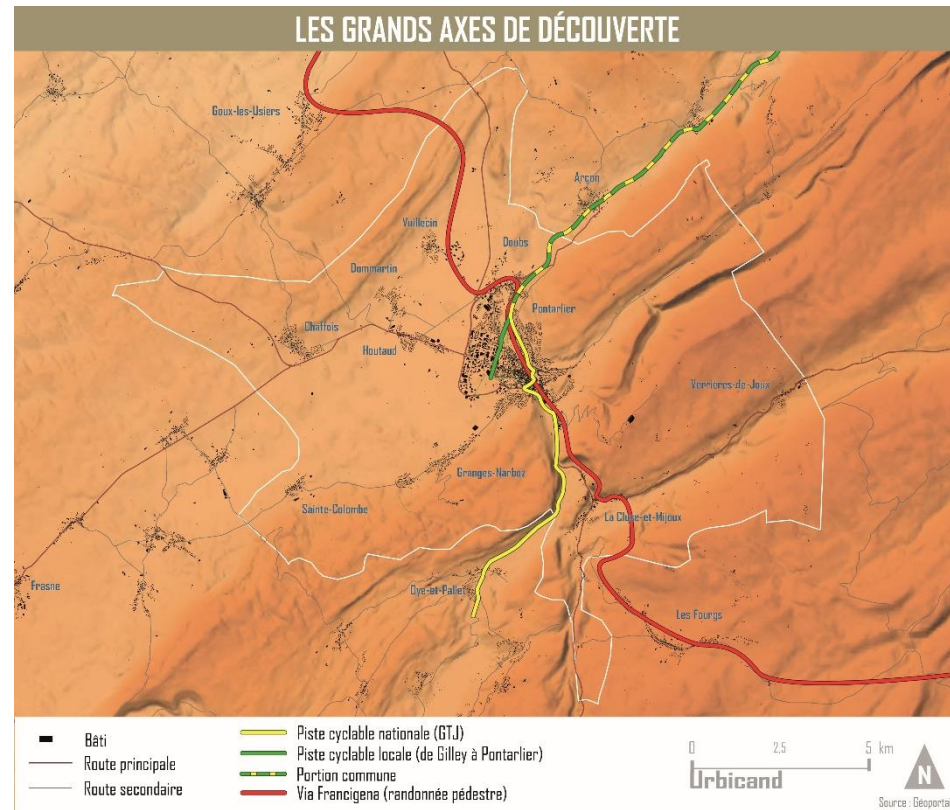 LES GRANDS AXES DE DÉCOUVERTE
Goux-les-Usiers
Arçon
Vuillecin
Doubs
Dommartin
Pontarlier
Chaffois
Houtaud
Verrières-de-Joux
Granges-Narboz
Sainte-Colombe
La Cluse-et-Mijoux
Frasne
Oye-et-Pallet
Les Fourgs
Bâti
Route principale
Route secondaire
Piste cyclable nationale (GTJ)
Piste cyclable locale (de Gilley à Pontarlier)
Portion commune
Via Francigena (randonnée pédestre)
0 2,5 5 km
Urbicand
N
Source : Géoportail